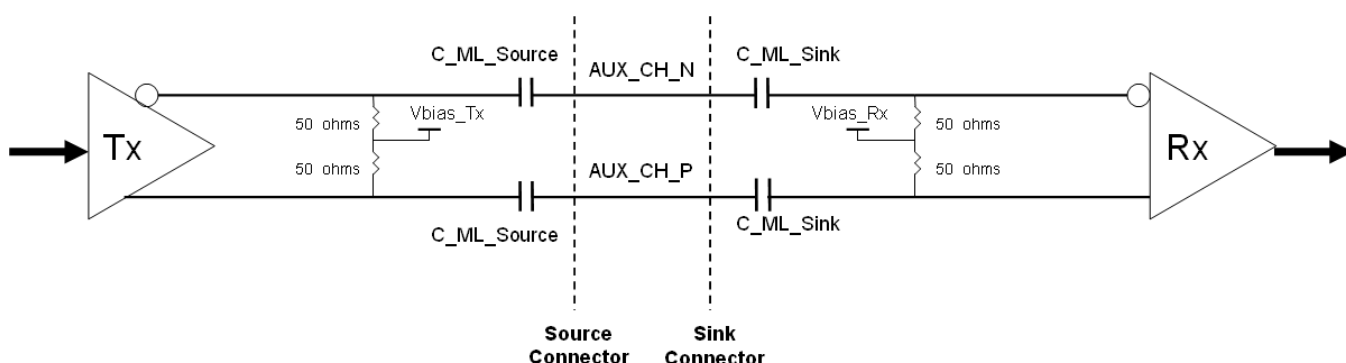 C_ML_Source
C_ML_Sink
AUX_CH_N
Vbias_Tx
Vbias_Rx
50 ohms
50 ohms
Tx
Rx
50 ohms
50 ohms
AUX_CH_P
C_ML_Source
C_ML_Sink
Source
Connector
Sink
Connector